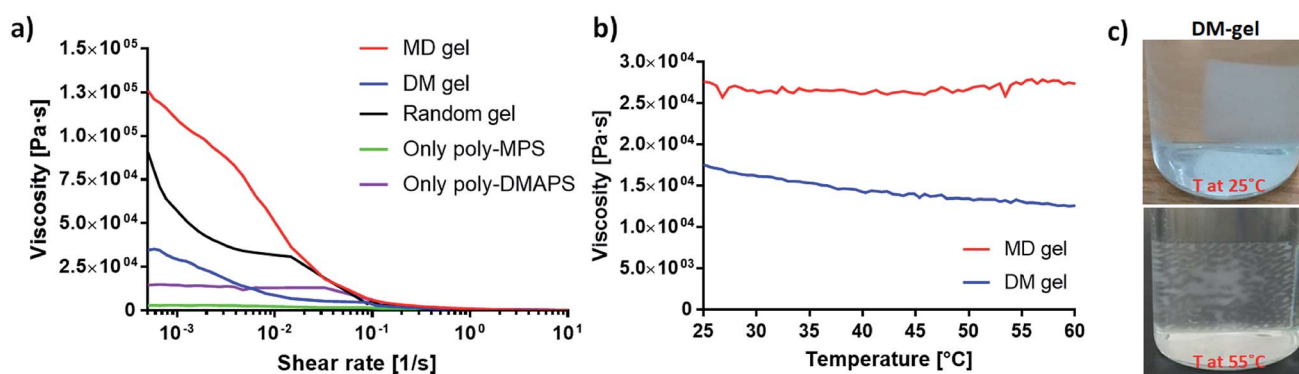 a)
Viscosity [Pa·s]
1.5×10⁰⁵
1.3×10⁰⁵
1.0×10⁰⁵
7.5×10⁰⁴
5.0×10⁰⁴
2.5×10⁰⁴
0
10⁻³ 10⁻² 10⁻¹ 10⁰ 10¹
Shear rate [1/s]
MD gel
DM gel
Random gel
Only poly-MPS
Only poly-DMAPS
b)
Viscosity [Pa·s]
3.0×10⁰⁴
2.5×10⁰⁴
2.0×10⁰⁴
1.5×10⁰⁴
1.0×10⁰⁴
5.0×10⁰³
0
25 30 35 40 45 50 55 60
Temperature [°C]
MD gel
DM gel
c)
DM-gel
T at 25°C
T at 55°C